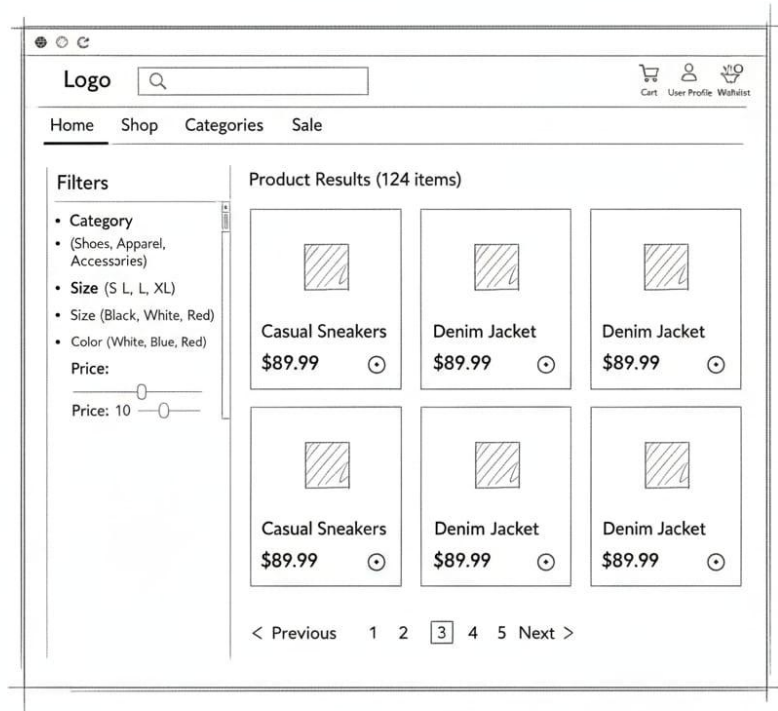 Logo
Cart User Profile
Home Shop Categories Sale
Filters
• Category
• (Shoes, Apparel,
Accessories)
• Size (S L, L, XL)
• Size (Black, White, Red)
• Color (White, Blue, Red)
Price:
Price: 10
Product Results (124 items)
Casual Sneakers
$89.99
Denim Jacket
$89.99
Denim Jacket
$89.99
Casual Sneakers
$89.99
Denim Jacket
$89.99
Denim Jacket
$89.99
< Previous 1 2 3 4 5 Next >